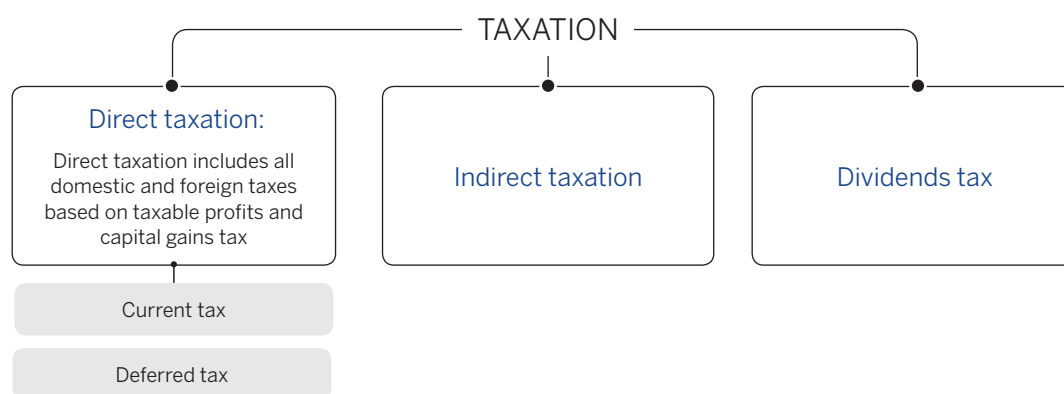 TAXATION
Direct taxation:
Direct taxation includes all
domestic and foreign taxes
based on taxable profits and
capital gains tax
Current tax
Deferred tax
Indirect taxation
Dividends tax